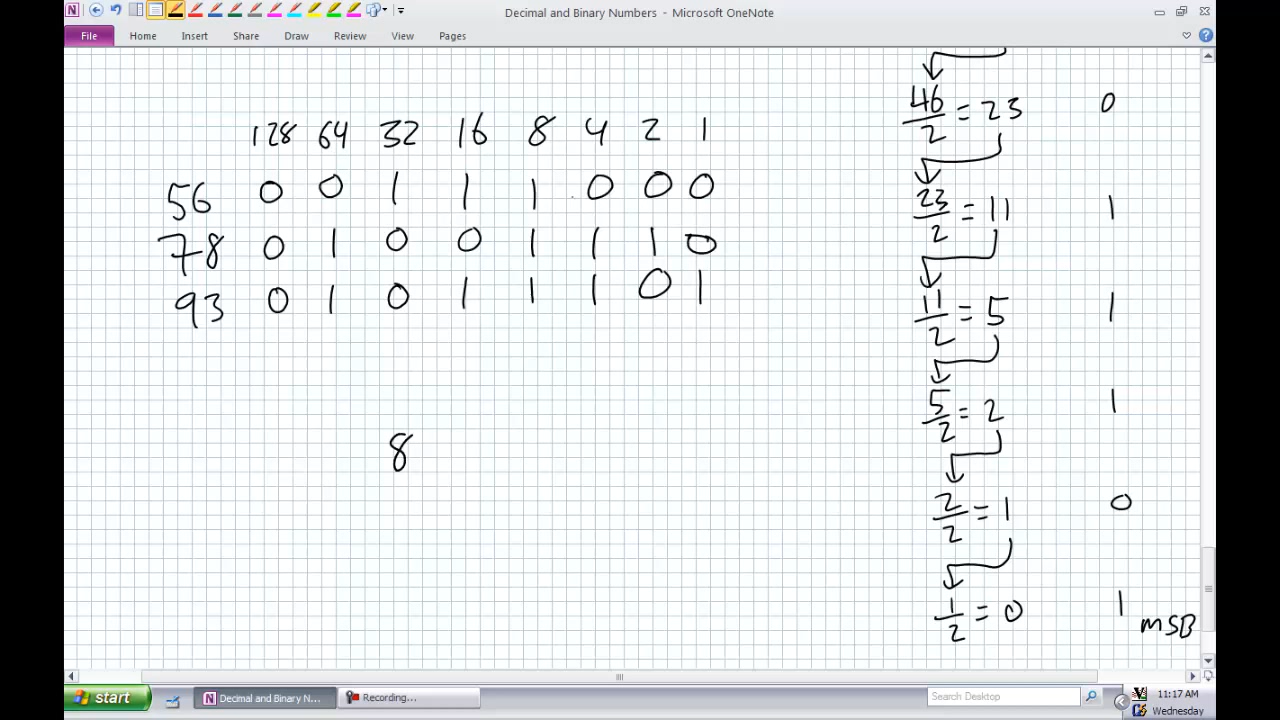 Decimal and Binary Numbers - Microsoft OneNote
File Home Insert Share Draw Review View Pages
128 64 32 16 8 4 2 1
56 0 0 1 1 1 0 0 0
78 0 1 0 0 1 1 1 0
93 0 1 0 1 1 1 0 1
8
46/2 = 23 0
23/2 = 11 1
11/2 = 5 1
5/2 = 2 1
2/2 = 1 0
1/2 = 0 1
MSB
start Decimal and Binary N... Recording... Search Desktop 11:17 AM
Wednesday